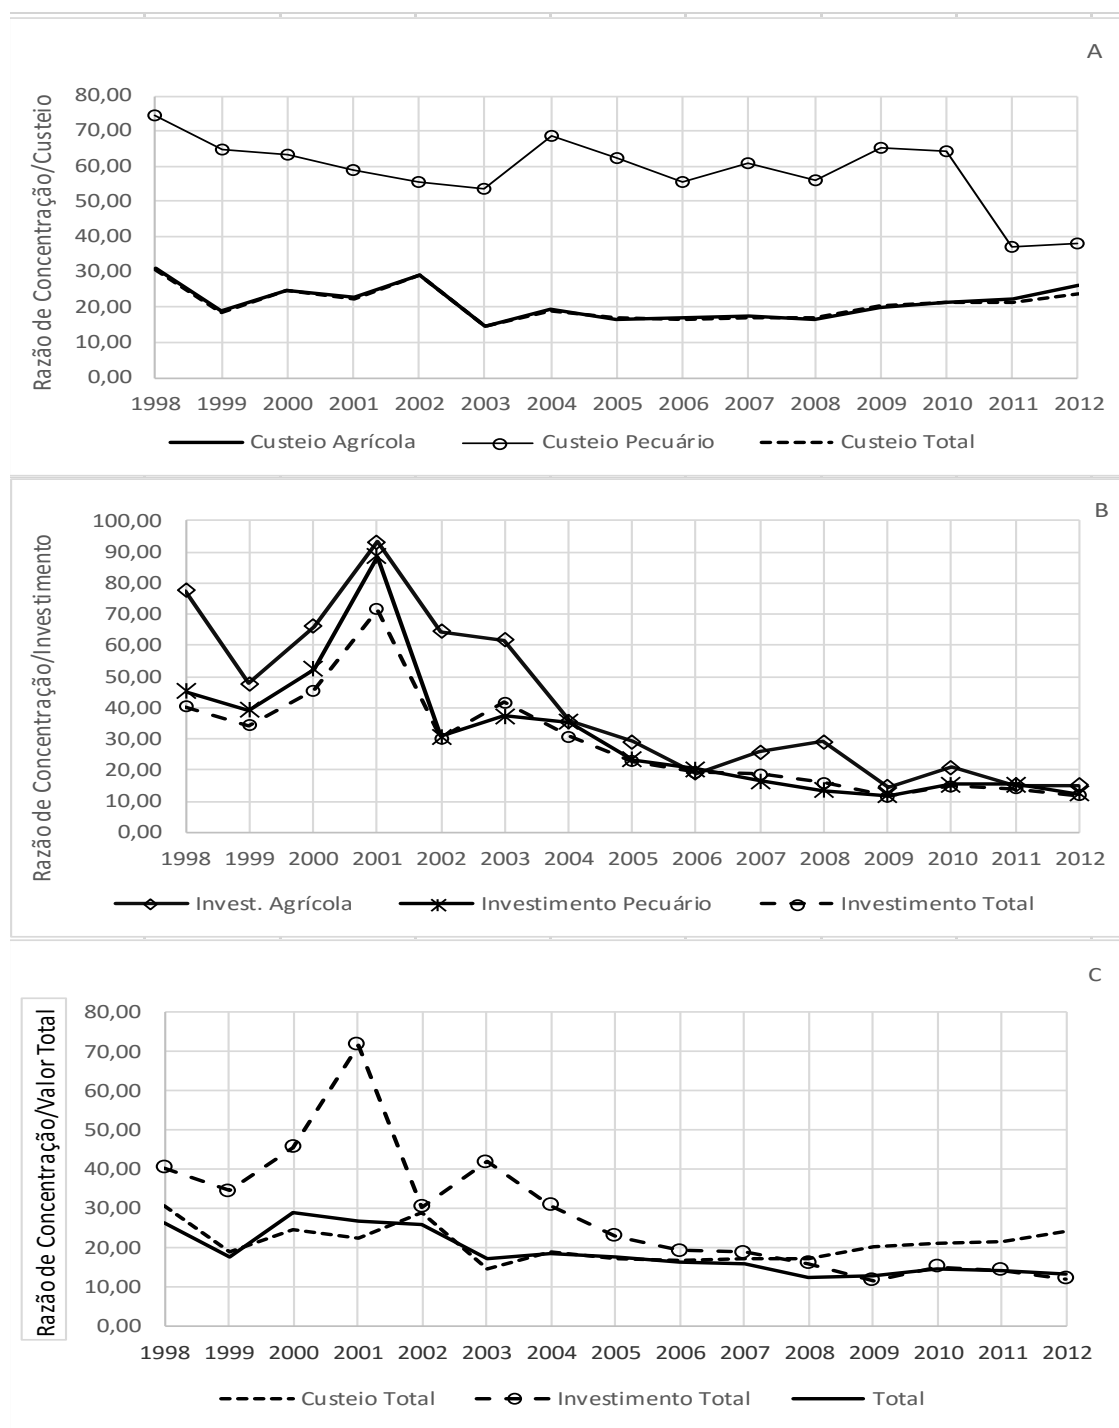 A
Razão de Concentração/Custeio
80,00
70,00
60,00
50,00
40,00
30,00
20,00
10,00
0,00
1998 1999 2000 2001 2002 2003 2004 2005 2006 2007 2008 2009 2010 2011 2012
Custeio Agrícola Custeio Pecuário Custeio Total
B
Razão de Concentração/Investimento
100,00
90,00
80,00
70,00
60,00
50,00
40,00
30,00
20,00
10,00
0,00
1998 1999 2000 2001 2002 2003 2004 2005 2006 2007 2008 2009 2010 2011 2012
Invest. Agrícola Investimento Pecuário Investimento Total
C
Razão de Concentração/Valor Total
80,00
70,00
60,00
50,00
40,00
30,00
20,00
10,00
0,00
1998 1999 2000 2001 2002 2003 2004 2005 2006 2007 2008 2009 2010 2011 2012
Custeio Total Investimento Total Total